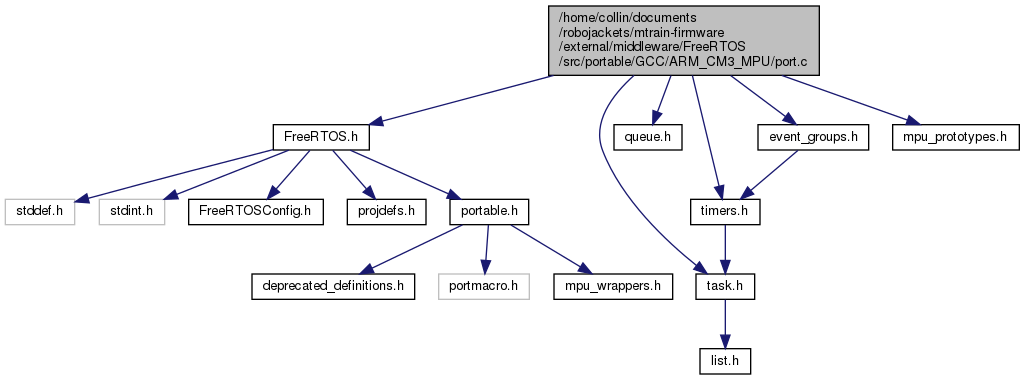 /home/collin/documents
/robojackets/mtrain-firmware
/external/middleware/FreeRTOS
/src/portable/GCC/ARM_CM3_MPU/port.c
FreeRTOS.h
queue.h
event_groups.h
mpu_prototypes.h
stddef.h
stdint.h
FreeRTOSConfig.h
projdefs.h
portable.h
timers.h
deprecated_definitions.h
portmacro.h
mpu_wrappers.h
task.h
list.h